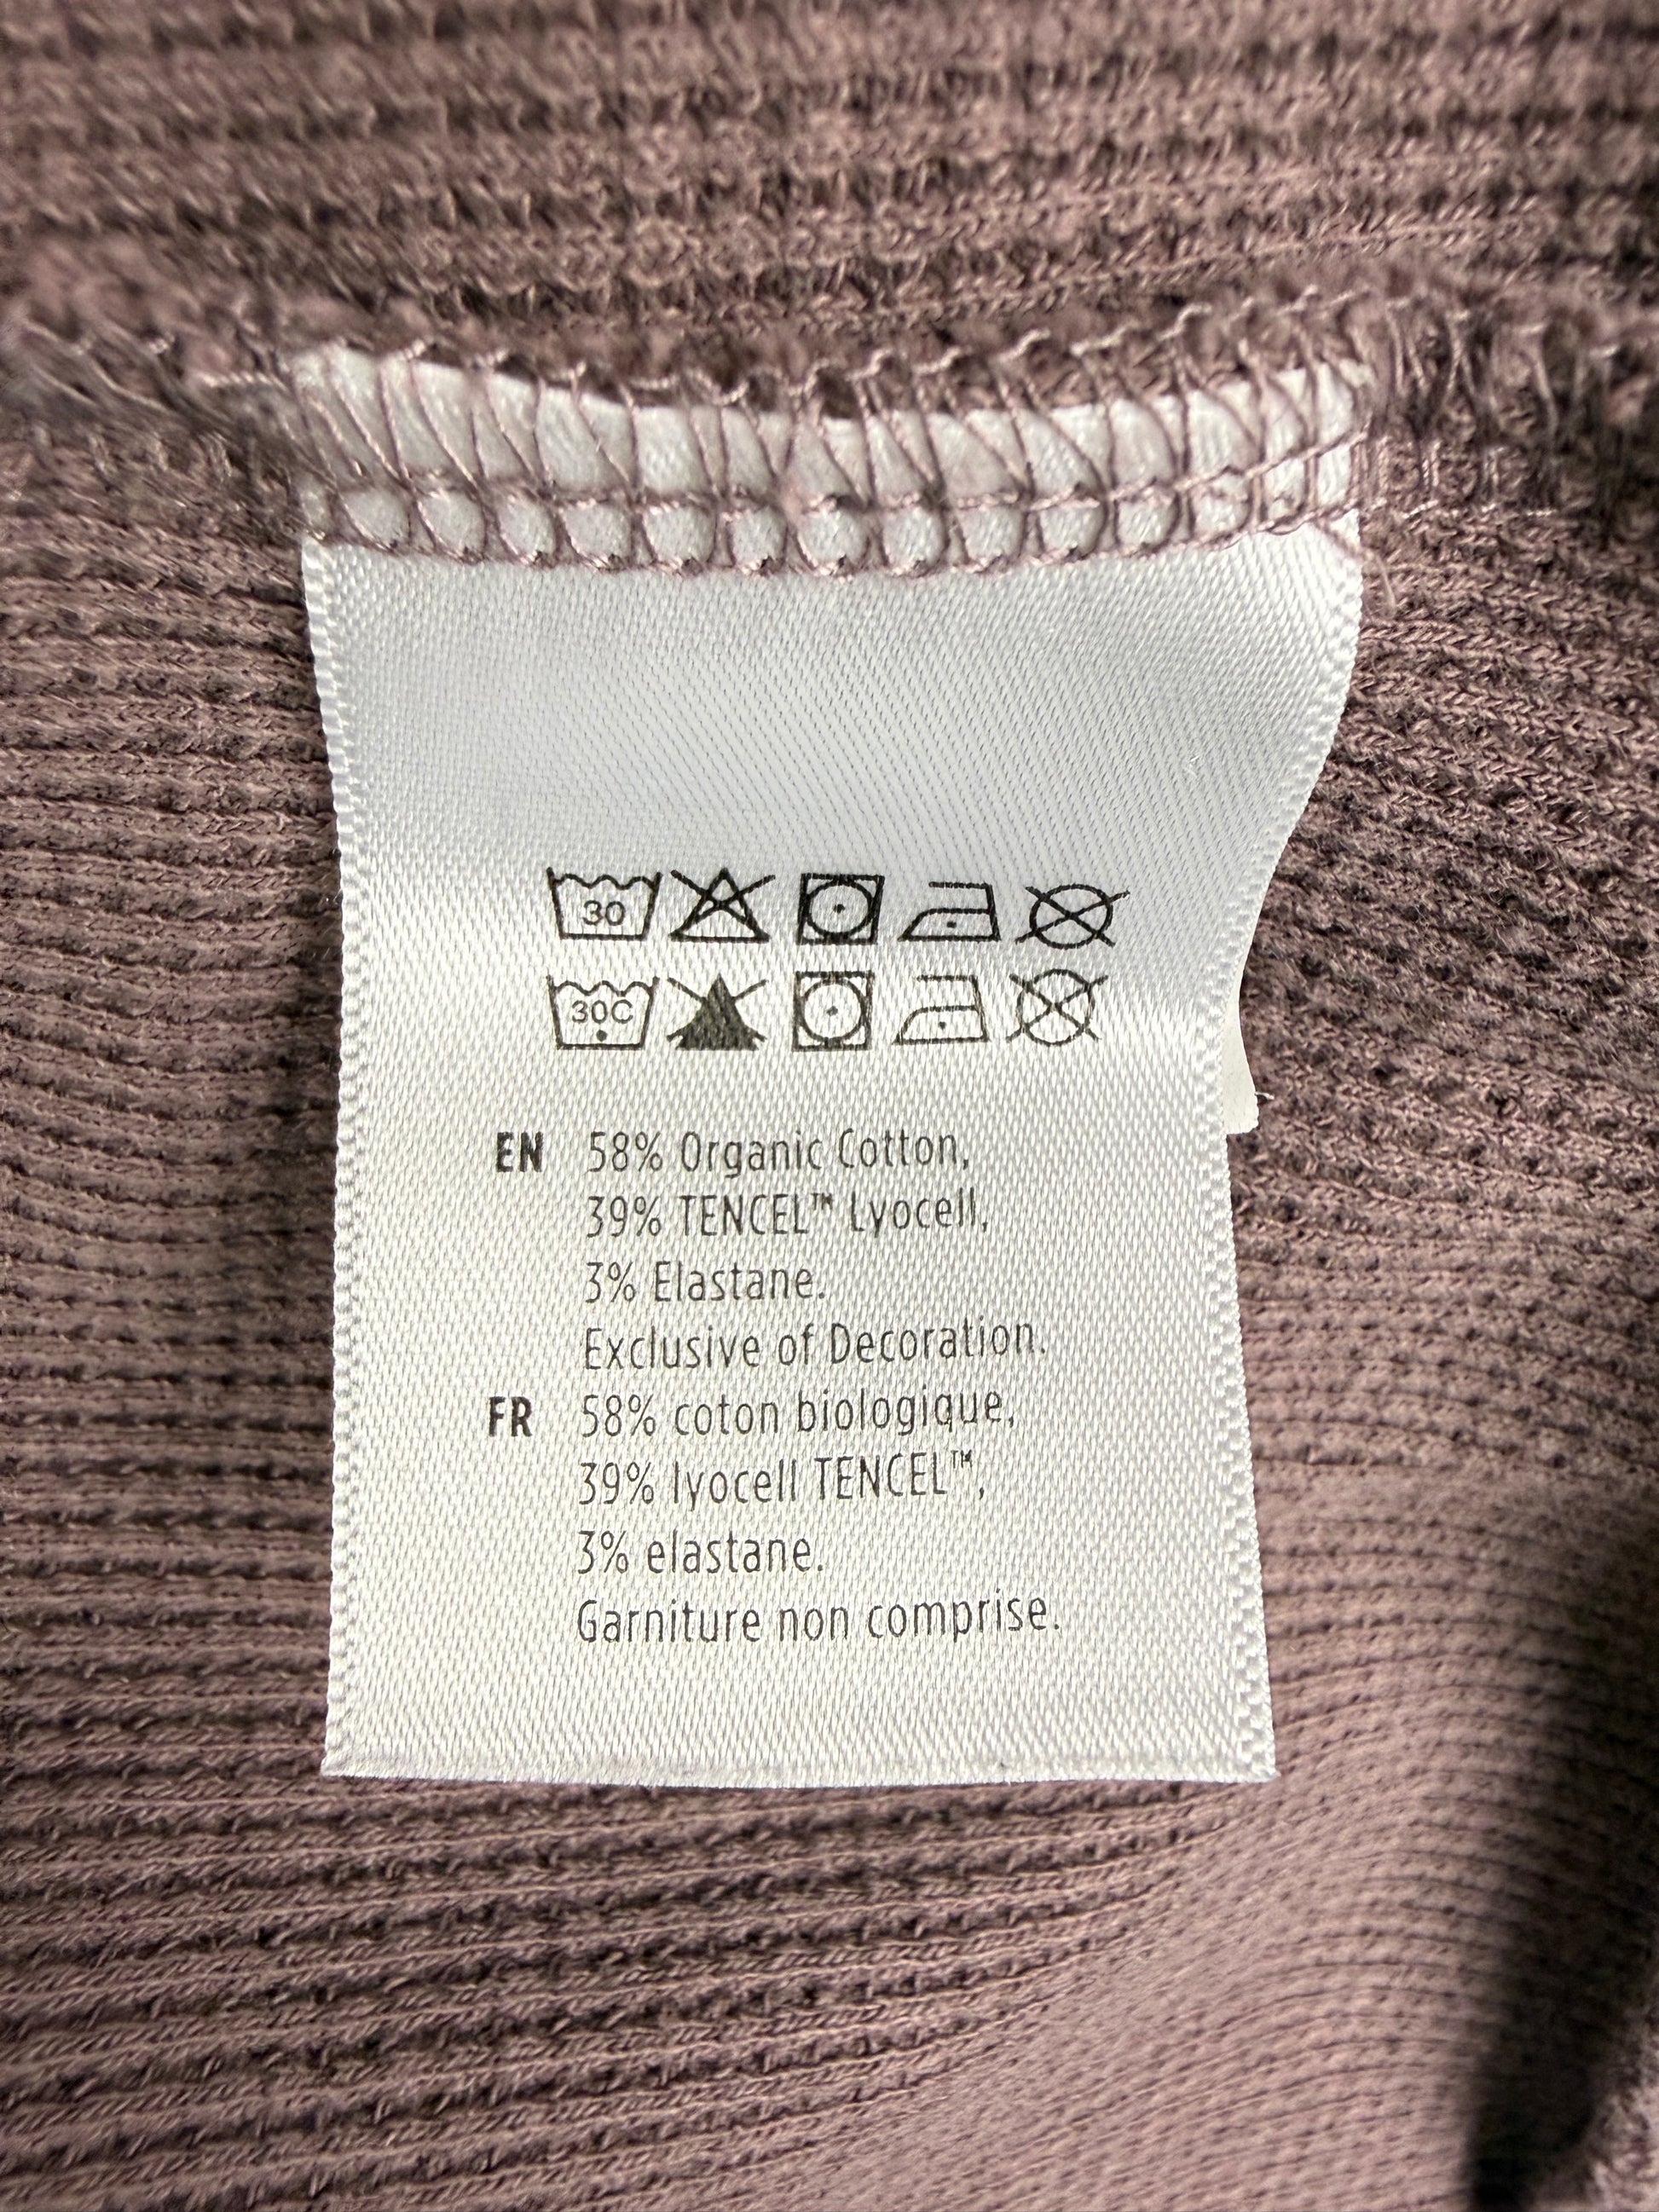 30
30C
EN 58% Organic Cotton,
39% TENCEL™ Lyocell,
3% Elastane.
Exclusive of Decoration.
FR 58% coton biologique,
39% lyocell TENCEL™,
3% elastane.
Garniture non comprise.